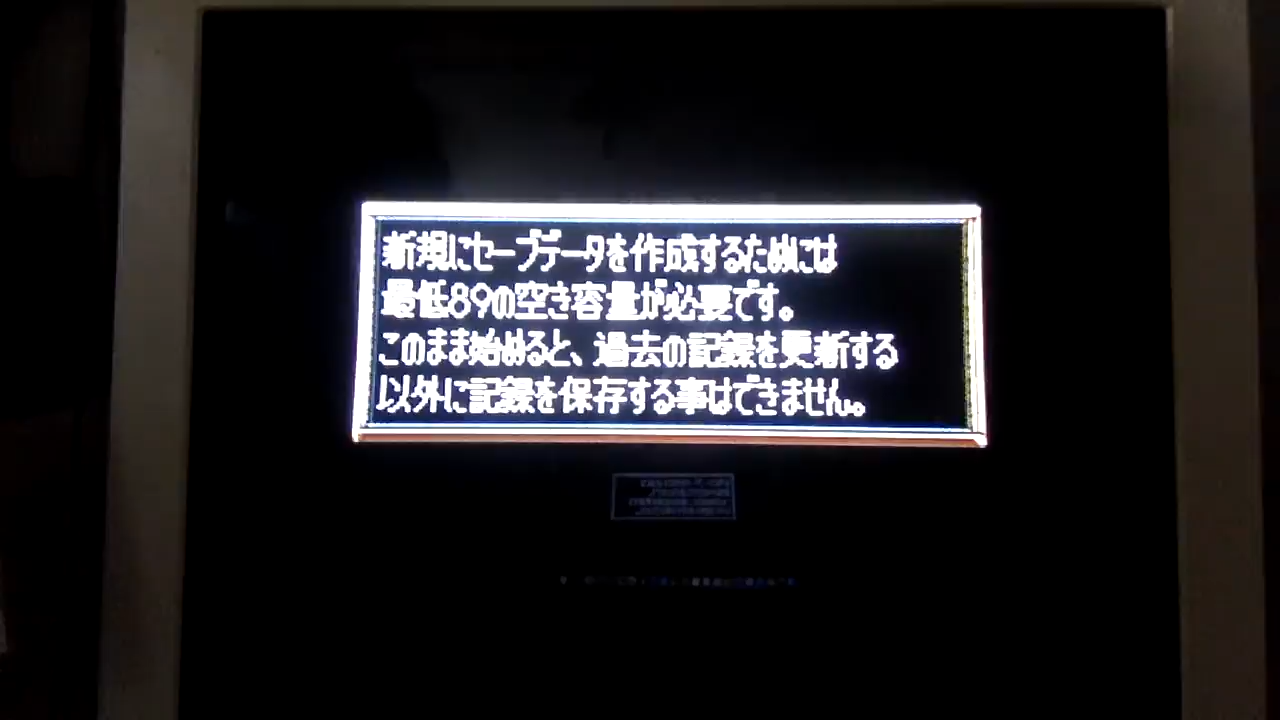 新規にセーブデータを作成するためには
最低89の空き容量が必要です。
このまま始めると、過去の記録を更新する
以外に記録を保存する事はできません。